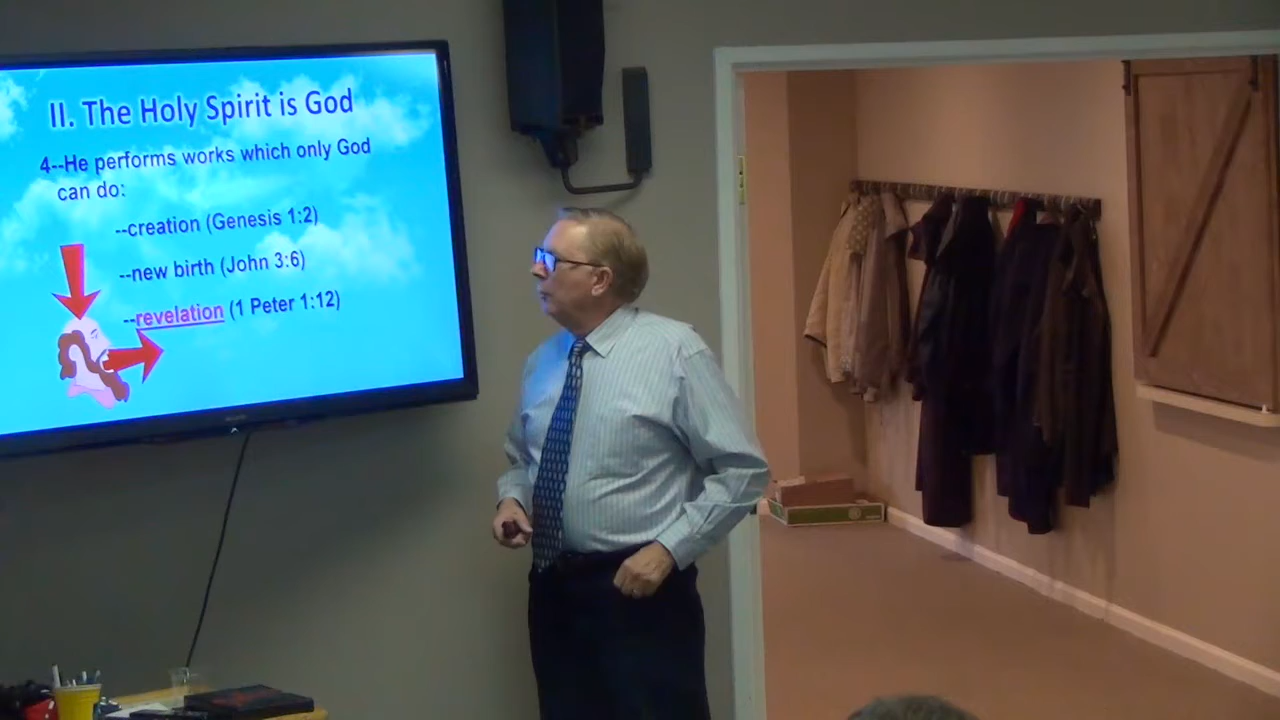 II. The Holy Spirit is God
4--He performs works which only God
can do:
--creation (Genesis 1:2)
--new birth (John 3:6)
--revelation (1 Peter 1:12)